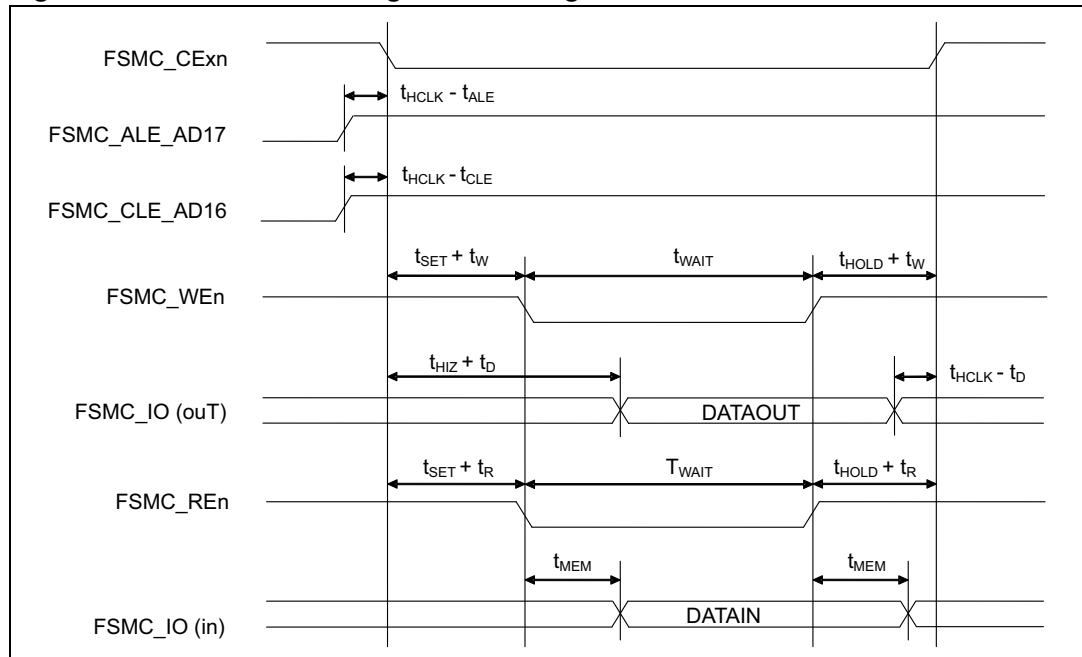 FSMC_CExn
tHCLK - tALE
FSMC_ALE_AD17
tHCLK - tCLE
FSMC_CLE_AD16
tSET + tW
tWAIT
tHOLD + tW
FSMC_WEn
tHIZ + tD
tHCLK - tD
FSMC_IO (ouT)
DATAOUT
tSET + tR
TWAIT
tHOLD + tR
FSMC_REn
tMEM
tMEM
DATAIN
FSMC_IO (in)